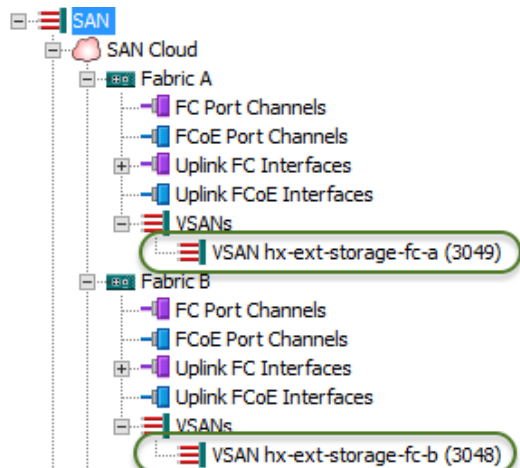 SAN
SAN Cloud
Fabric A
FC Port Channels
FCoE Port Channels
Uplink FC Interfaces
Uplink FCoE Interfaces
VSANs
VSAN hx-ext-storage-fc-a (3049)
Fabric B
FC Port Channels
FCoE Port Channels
Uplink FC Interfaces
Uplink FCoE Interfaces
VSANs
VSAN hx-ext-storage-fc-b (3048)